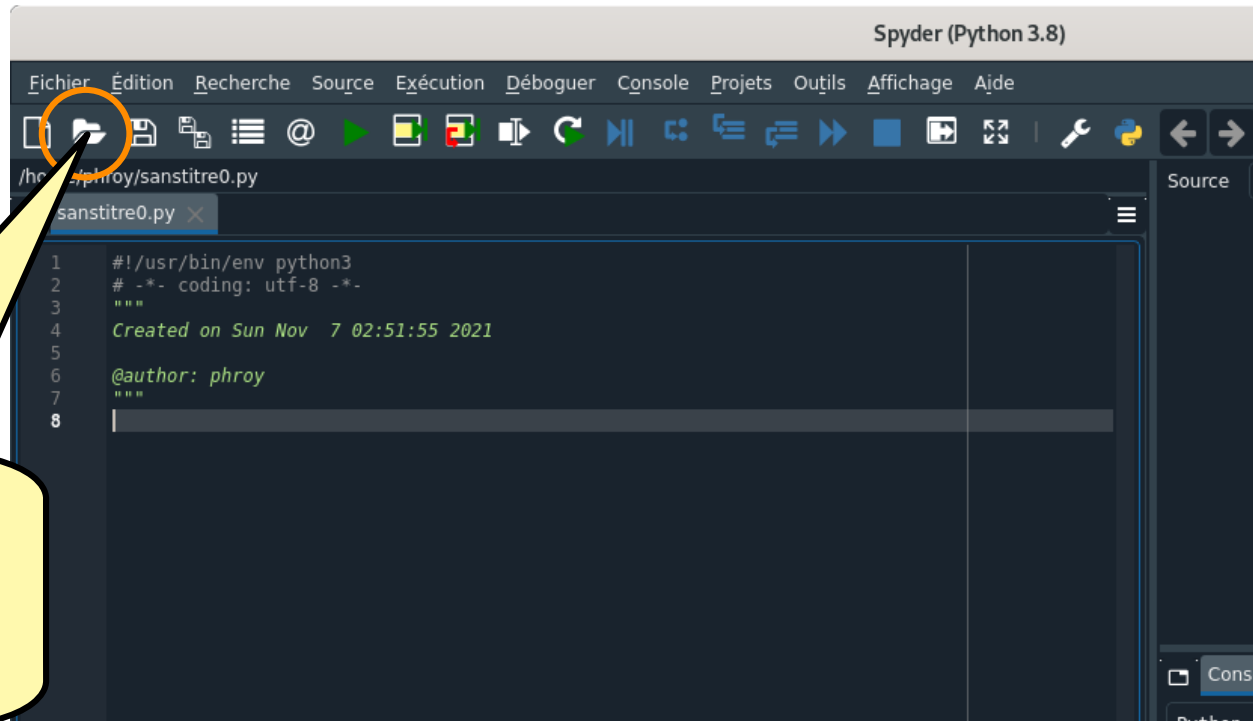 Spyder (Python 3.8)
Fichier Édition Recherche Source Exécution Déboguer Console Projets Outils Affichage Aide
@
sanstitre0.py
Source
sanstitre0.py
1 #!/usr/bin/env python3
2 # -*- coding: utf-8 -*-
3 """
4 Created on Sun Nov  7 02:51:55 2021
5
6 @author: phroy
7 """
8